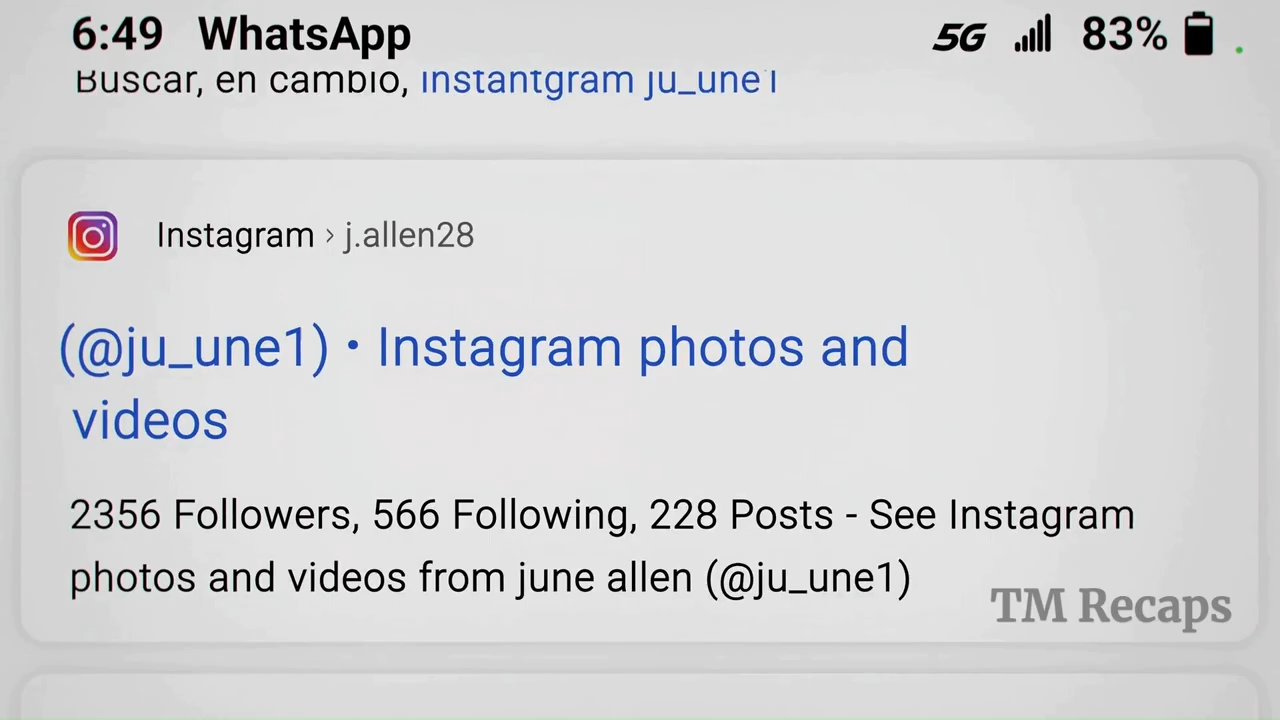 6:49 WhatsApp 5G 83%
Buscar, en cambio, instantgram ju_une1
Instagram › j.allen28
(@ju_une1) • Instagram photos and
videos
2356 Followers, 566 Following, 228 Posts - See Instagram
photos and videos from june allen (@ju_une1)
TM Recaps